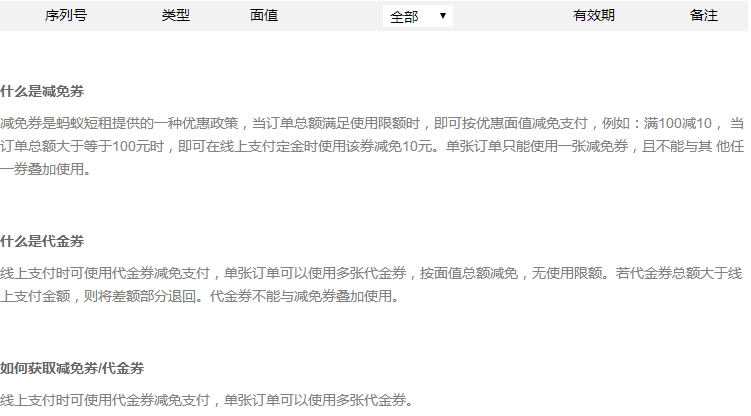 序列号 类型 面值 全部 有效期 备注
什么是减免券
减免券是蚂蚁短租提供的一种优惠政策，当订单总额满足使用限额时，即可按优惠面值减免支付，例如：满100减10， 当
订单总额大于等于100元时，即可在线上支付定金时使用该券减免10元。单张订单只能使用一张减免券，且不能与其 他任
一券叠加使用。
什么是代金券
线上支付时可使用代金券减免支付，单张订单可以使用多张代金券，按面值总额减免，无使用限额。若代金券总额大于线
上支付金额，则将差额部分退回。代金券不能与减免券叠加使用。
如何获取减免券/代金券
线上支付时可使用代金券减免支付，单张订单可以使用多张代金券。